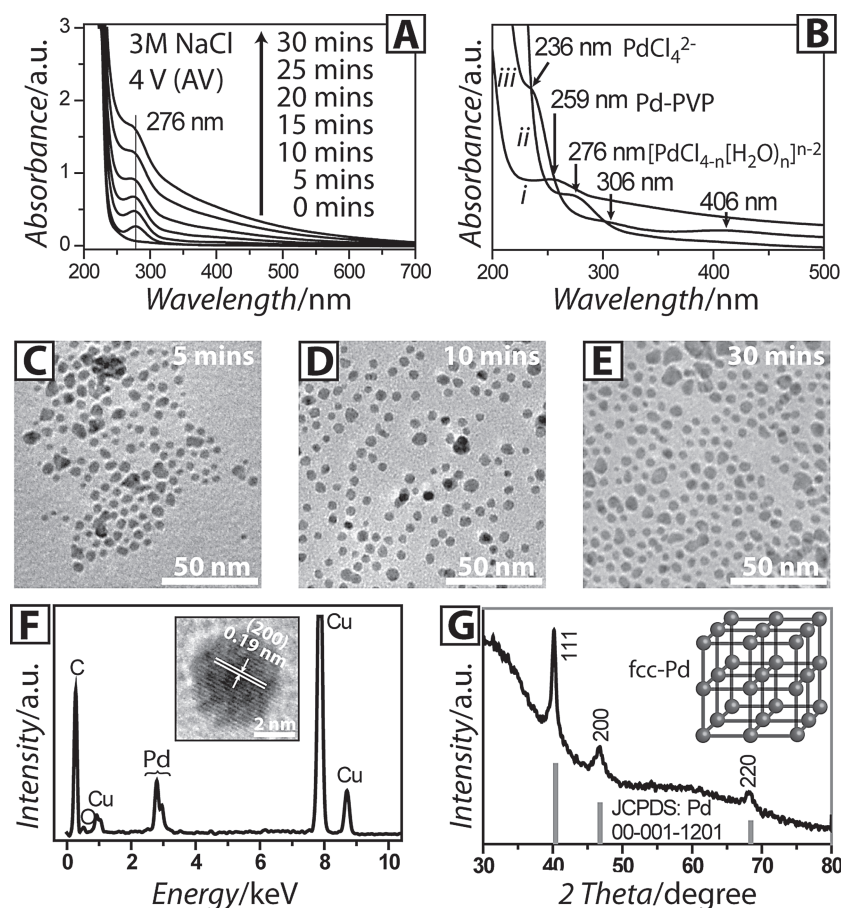 A
3M NaCl
4 V (AV)
30 mins
25 mins
20 mins
15 mins
10 mins
5 mins
0 mins
276 nm
3
2
1
0
200 300 400 500 600 700
Absorbance/a.u.
Wavelength/nm
B
236 nm PdCl₄²⁻
259 nm Pd-PVP
276 nm [PdCl₄₋ₙ[H₂O)ₙ]ⁿ⁻²
306 nm
406 nm
iii
ii
i
200 300 400 500
Absorbance/a.u.
Wavelength/nm
C
5 mins
50 nm
D
10 mins
50 nm
E
30 mins
50 nm
F
C
O
Cu
Pd
Cu
Cu
(200)
0.19 nm
2 nm
0 2 4 6 8 10
Intensity/a.u.
Energy/keV
G
111
200
220
fcc-Pd
JCPDS: Pd
00-001-1201
30 40 50 60 70 80
Intensity/a.u.
2 Theta/degree